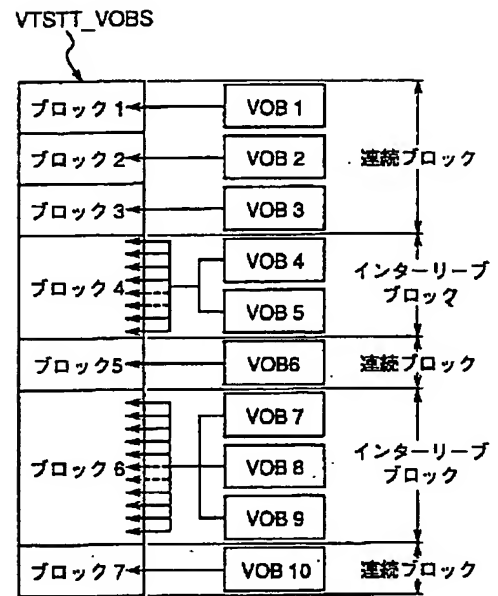 VTSTT_VOBS
ブロック1
VOB 1
ブロック2
VOB 2
連続ブロック
ブロック3
VOB 3
ブロック4
VOB 4
VOB 5
インターリーブ
ブロック
ブロック5
VOB6
連続ブロック
ブロック6
VOB 7
VOB 8
VOB 9
インターリーブ
ブロック
ブロック7
VOB 10
連続ブロック